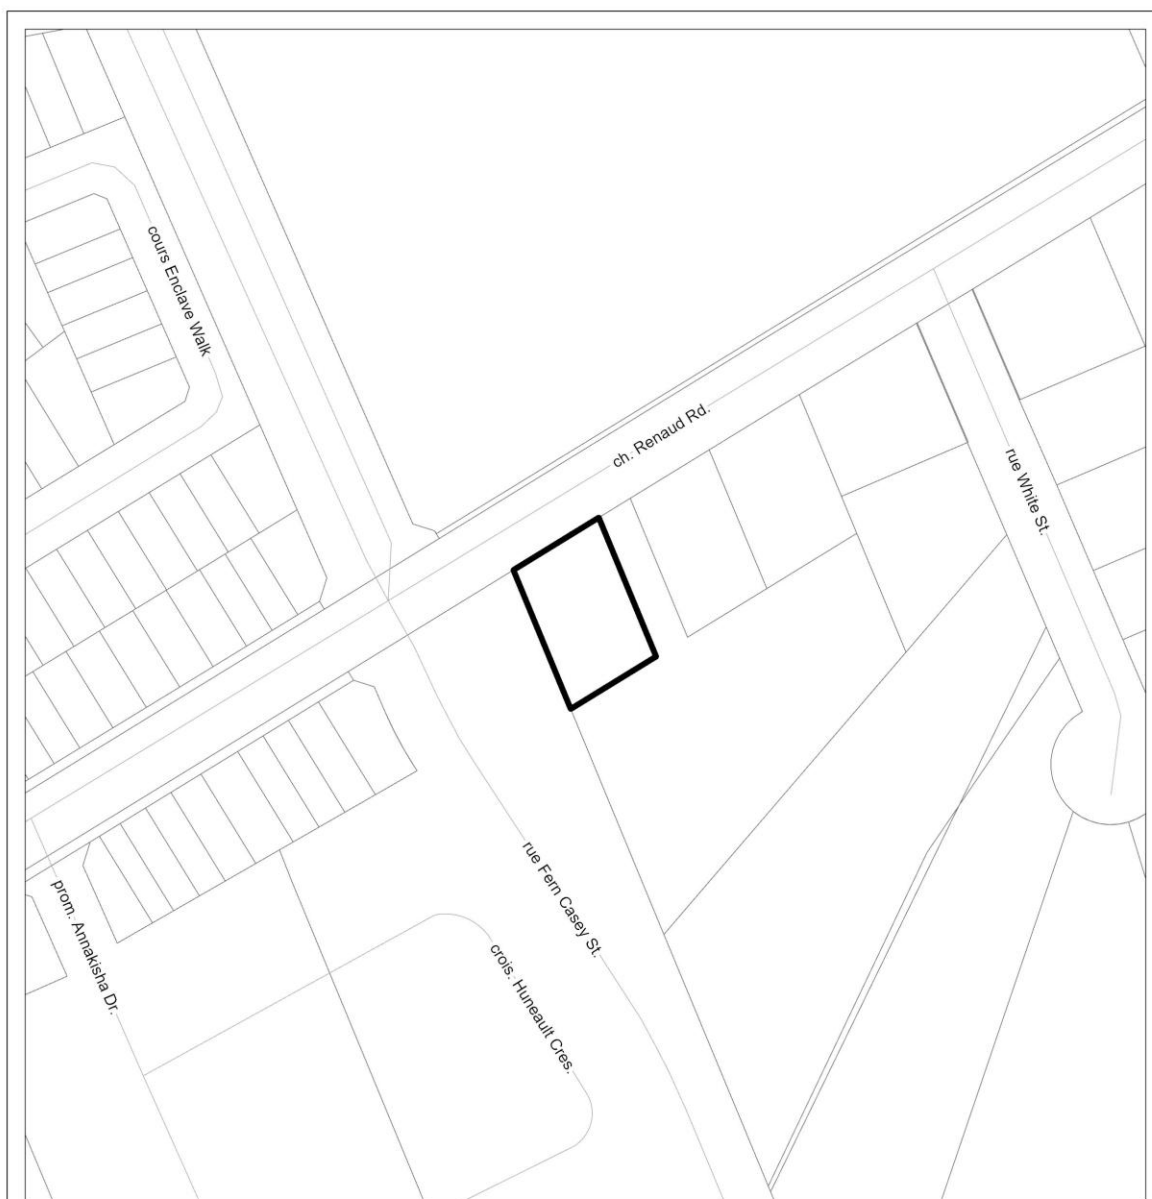 cours Enclave Walk
ch. Renaud Rd.
rue White St.
rue Fern Casey St.
prom. Annakisha Dr.
crois. Huneault Cres.